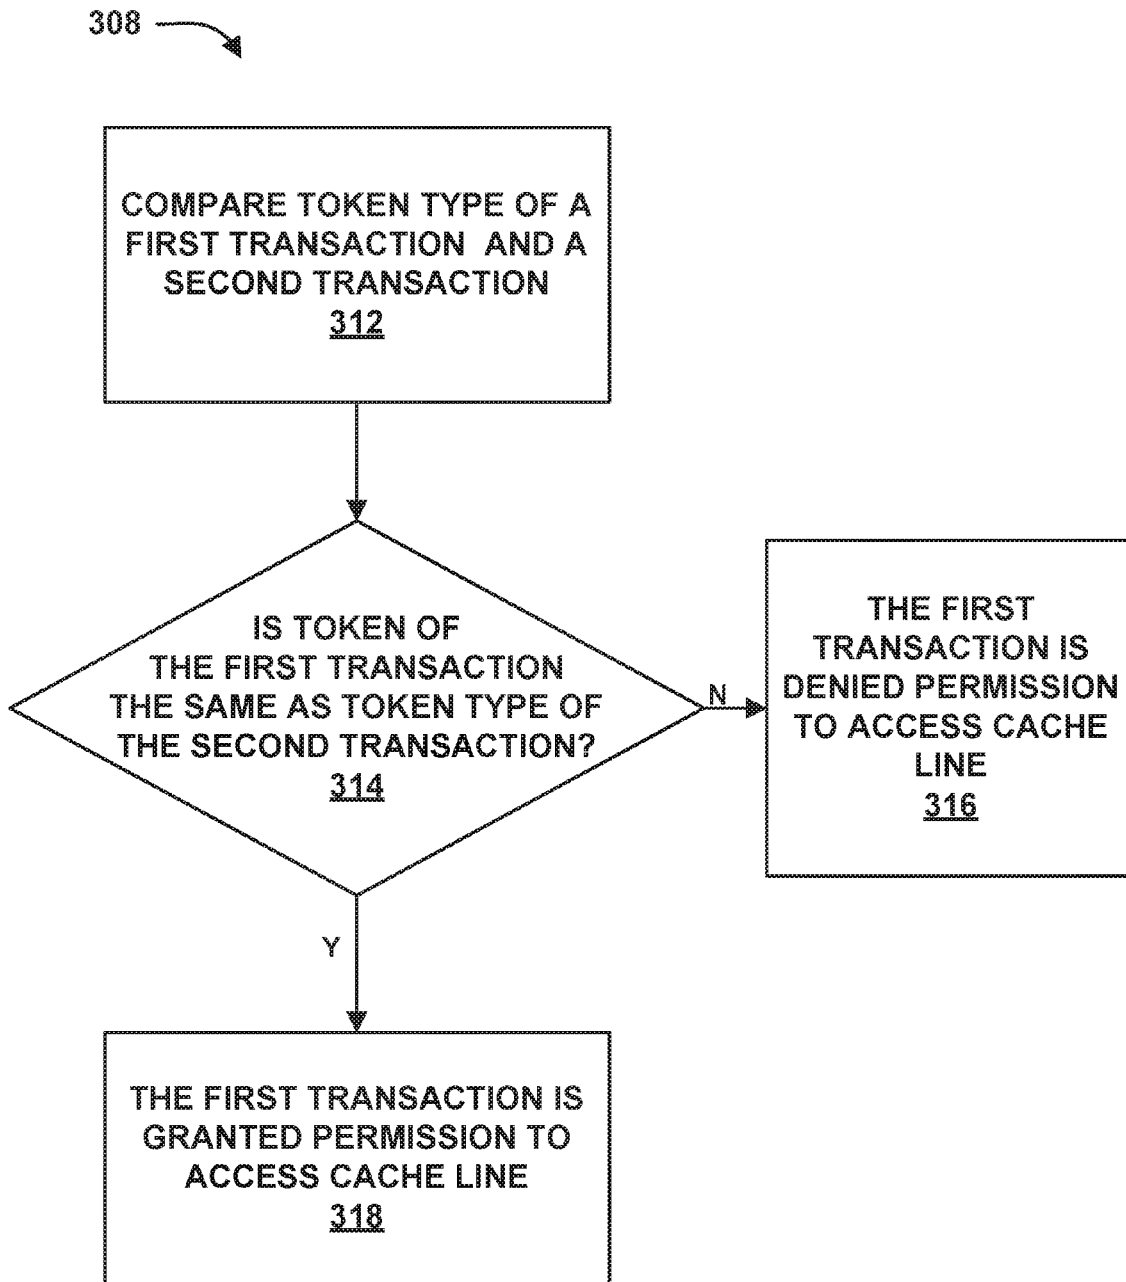 308
COMPARE TOKEN TYPE OF A
FIRST TRANSACTION AND A
SECOND TRANSACTION
312
IS TOKEN OF
THE FIRST TRANSACTION
THE SAME AS TOKEN TYPE OF
THE SECOND TRANSACTION?
314
N
THE FIRST
TRANSACTION IS
DENIED PERMISSION
TO ACCESS CACHE
LINE
316
Y
THE FIRST TRANSACTION IS
GRANTED PERMISSION TO
ACCESS CACHE LINE
318